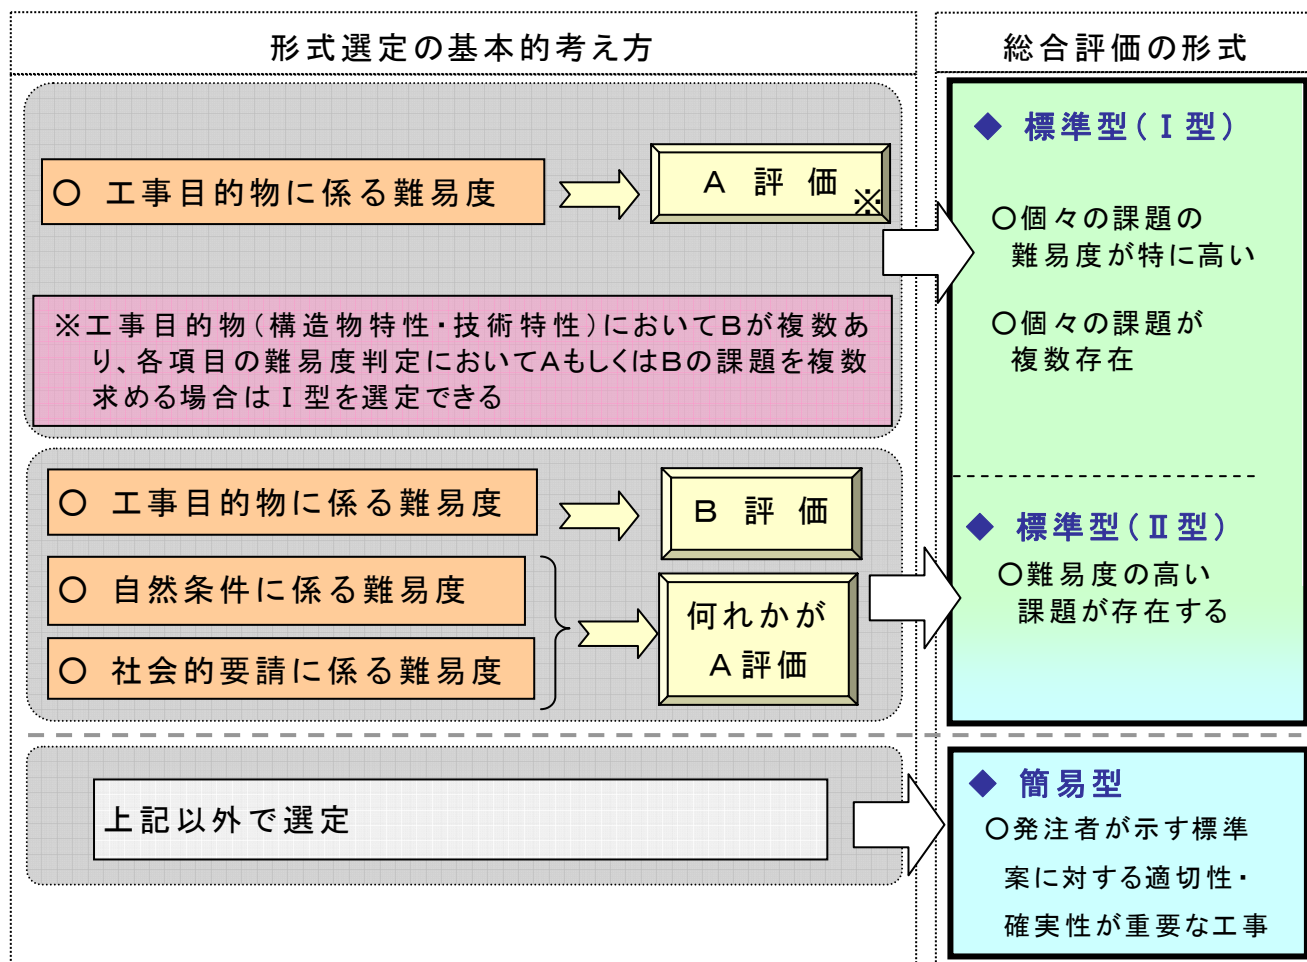 形式選定の基本的考え方
総合評価の形式
○ 工事目的物に係る難易度
A 評 価
※
※工事目的物(構造物特性・技術特性)においてBが複数あ
り、各項目の難易度判定においてAもしくはBの課題を複数
求める場合はⅠ型を選定できる
◆ 標準型(Ⅰ型)
○個々の課題の
難易度が特に高い
○個々の課題が
複数存在
○ 工事目的物に係る難易度
B 評 価
○ 自然条件に係る難易度
○ 社会的要請に係る難易度
何れかが
A評価
◆ 標準型(Ⅱ型)
○難易度の高い
課題が存在する
上記以外で選定
◆ 簡易型
○発注者が示す標準
案に対する適切性・
確実性が重要な工事